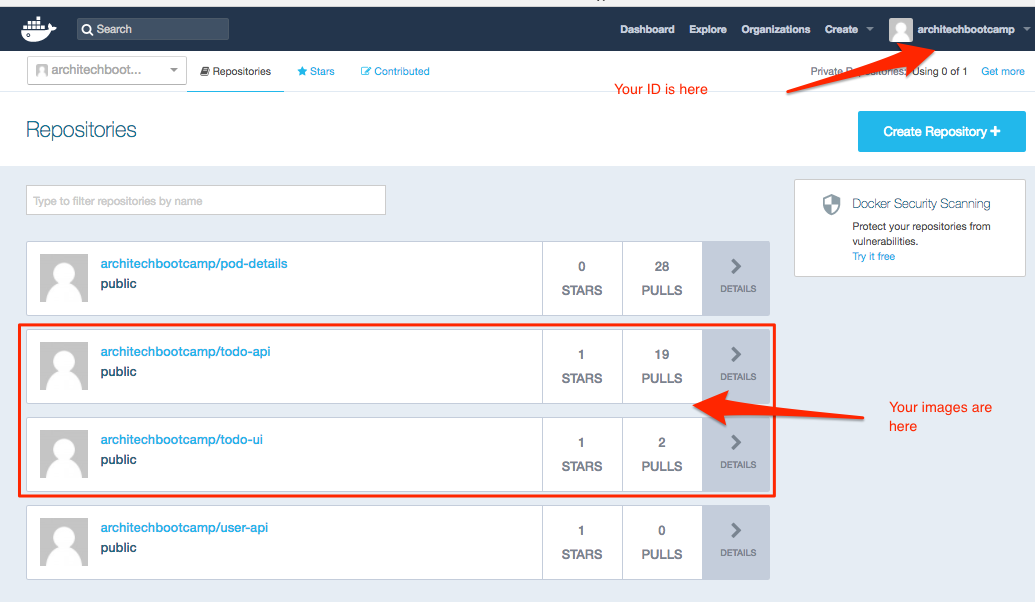 Search
Dashboard Explore Organizations Create architechbootcamp
architechboot... Repositories Stars Contributed
Private Repositories: Using 0 of 1 Get more
Your ID is here
Repositories
Create Repository +
Type to filter repositories by name
Docker Security Scanning
Protect your repositories from
vulnerabilities.
Try it free
architechbootcamp/pod-details
public
0
STARS
28
PULLS
DETAILS
architechbootcamp/todo-api
public
1
STARS
19
PULLS
DETAILS
Your images are
here
architechbootcamp/todo-ui
public
1
STARS
2
PULLS
DETAILS
architechbootcamp/user-api
public
1
STARS
0
PULLS
DETAILS